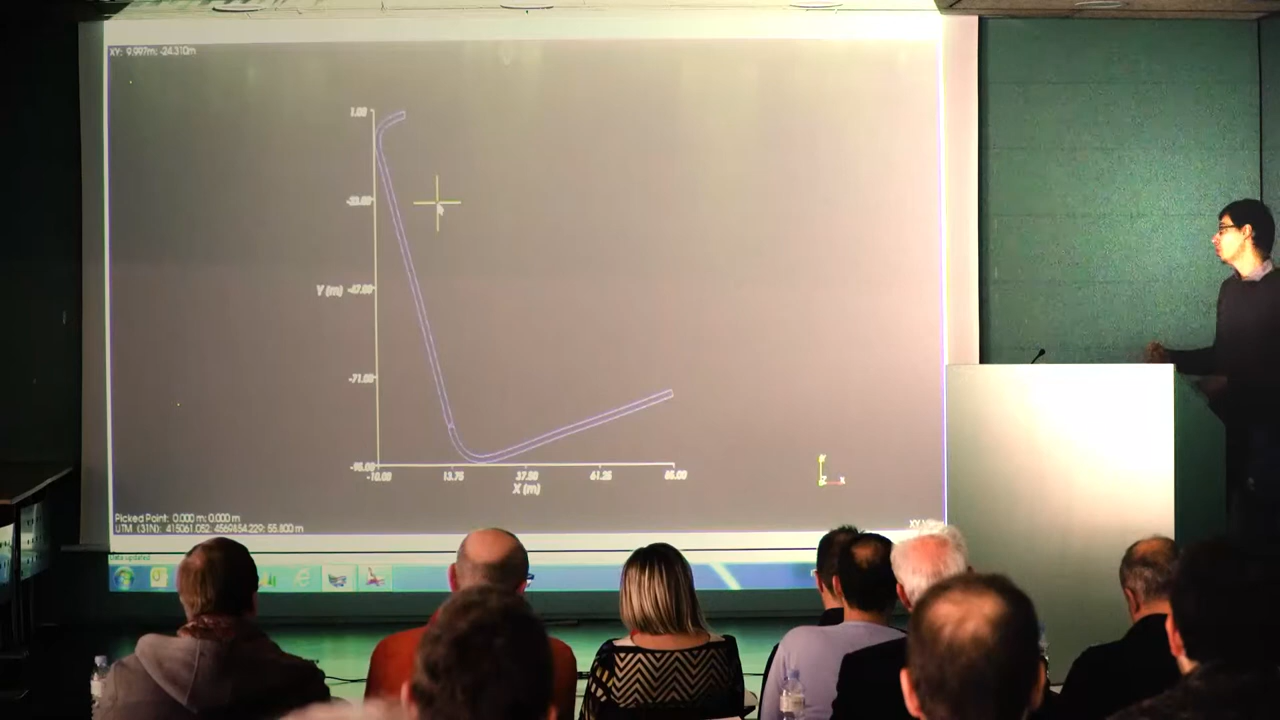 XY: 9.997m; -24.310m
1.00
-23.00
Y (m) -47.00
-71.00
-95.00
-10.00 13.75 37.50 61.25 85.00
X (m)
Picked Point: 0.000 m; 0.000 m
UTM (31N): 415061.052; 4569854.229; 55.800 m
Data updated